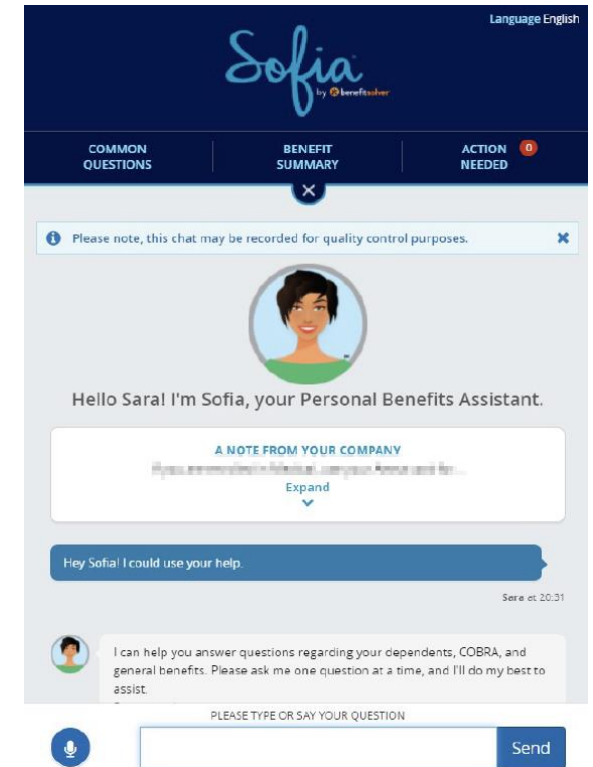 Language English
Sofia
by benefitsolver
COMMON QUESTIONS
BENEFIT SUMMARY
ACTION NEEDED 0
Please note, this chat may be recorded for quality control purposes.
Hello Sara! I'm Sofia, your Personal Benefits Assistant.
A NOTE FROM YOUR COMPANY
Expand
Hey Sofia! I could use your help.
Sara at 20:31
I can help you answer questions regarding your dependents, COBRA, and
general benefits. Please ask me one question at a time, and I'll do my best to
assist.
PLEASE TYPE OR SAY YOUR QUESTION
Send